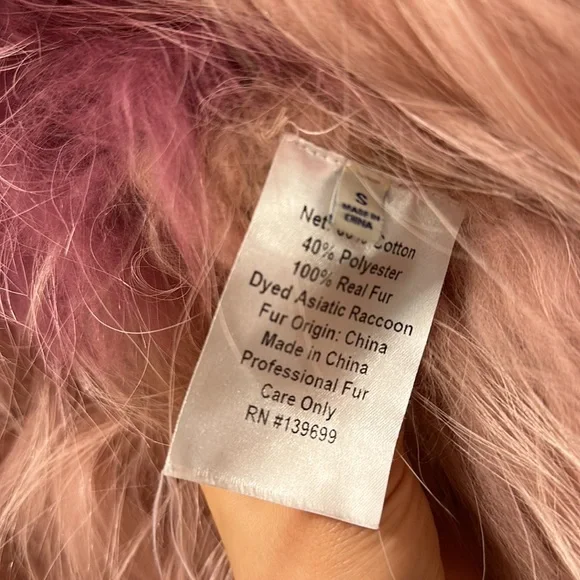 S
MADE IN
CHINA
Net: 60% Cotton
40% Polyester
100% Real Fur
Dyed Asiatic Raccoon
Fur Origin: China
Made in China
Professional Fur
Care Only
RN #139699